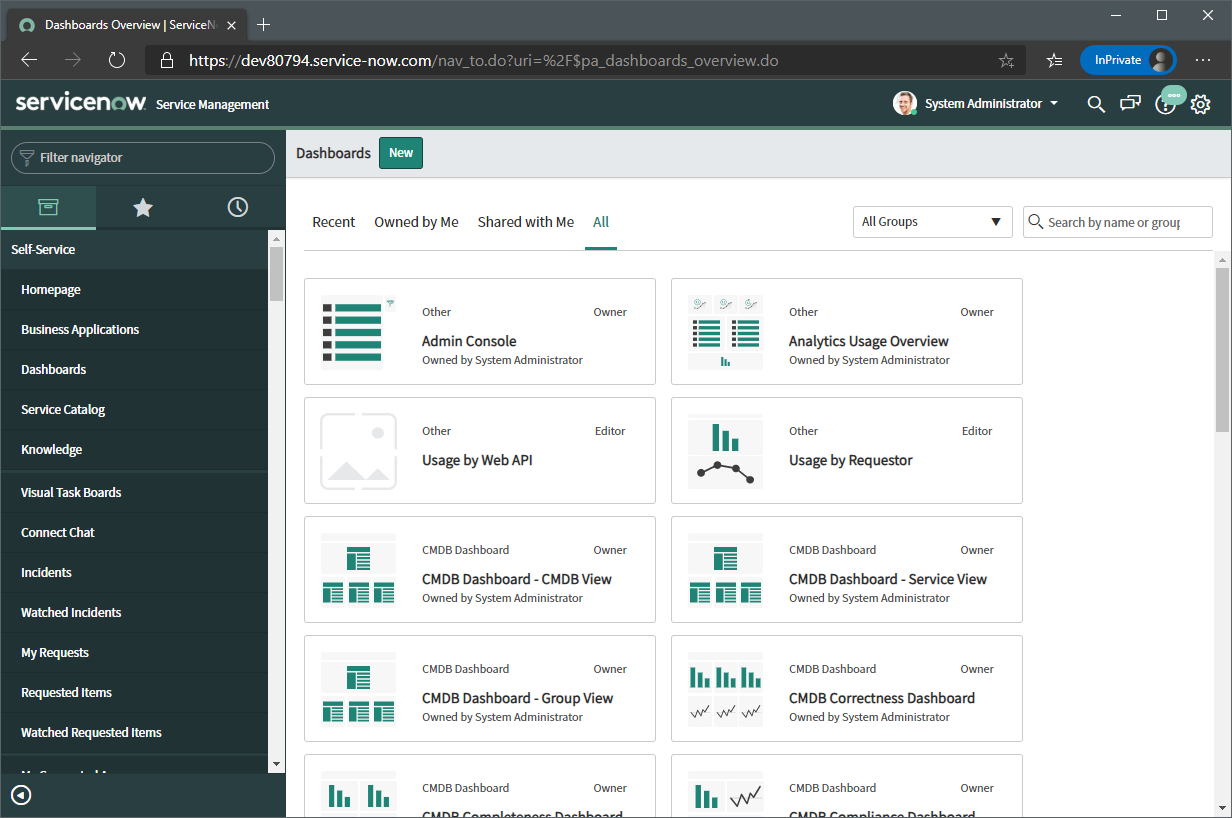 Dashboards Overview | ServiceN
https://dev80794.service-now.com/nav_to.do?uri=%2F$pa_dashboards_overview.do
InPrivate
servicenow Service Management
System Administrator
Filter navigator
Self-Service
Homepage
Business Applications
Dashboards
Service Catalog
Knowledge
Visual Task Boards
Connect Chat
Incidents
Watched Incidents
My Requests
Requested Items
Watched Requested Items
Dashboards New
Recent Owned by Me Shared with Me All
All Groups
Search by name or group
Other Owner
Admin Console
Owned by System Administrator
Other Owner
Analytics Usage Overview
Owned by System Administrator
Other Editor
Usage by Web API
Other Editor
Usage by Requestor
CMDB Dashboard Owner
CMDB Dashboard - CMDB View
Owned by System Administrator
CMDB Dashboard Owner
CMDB Dashboard - Service View
Owned by System Administrator
CMDB Dashboard Owner
CMDB Dashboard - Group View
Owned by System Administrator
CMDB Dashboard Owner
CMDB Correctness Dashboard
Owned by System Administrator
CMDB Dashboard Owner
CMDB Completeness Dashboard
CMDB Dashboard Owner
CMDB Compliance Dashboard